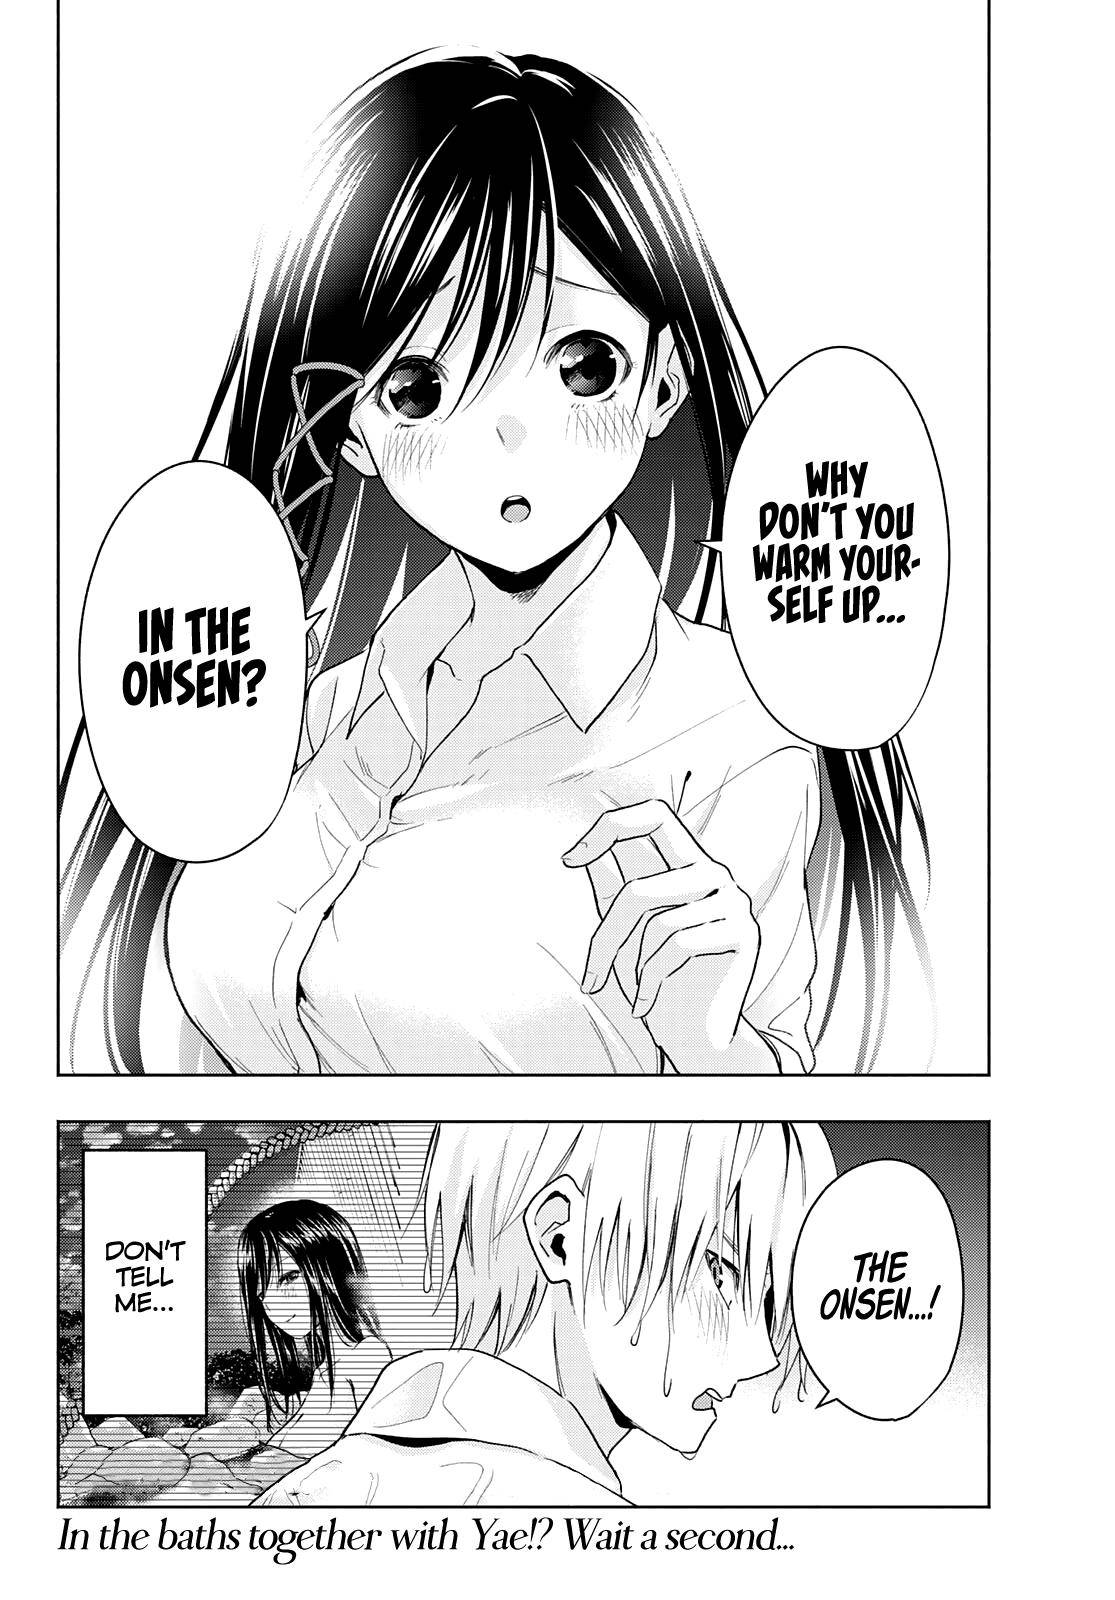 WHY
DON'T YOU
WARM YOUR-
SELF UP...
IN THE
ONSEN?
THE
ONSEN...!
DON'T
TELL
ME...
In the baths together with Yae!? Wait a second...